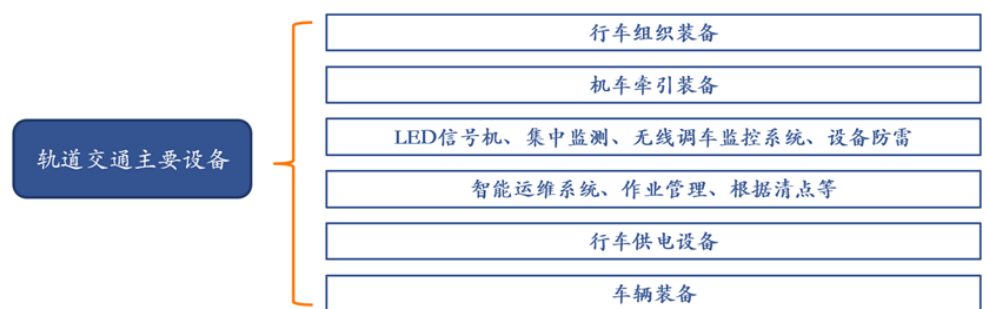 轨道交通主要设备
行车组织装备
机车牵引装备
LED信号机、集中监测、无线调车监控系统、设备防雷
智能运维系统、作业管理、根据清点等
行车供电设备
车辆装备